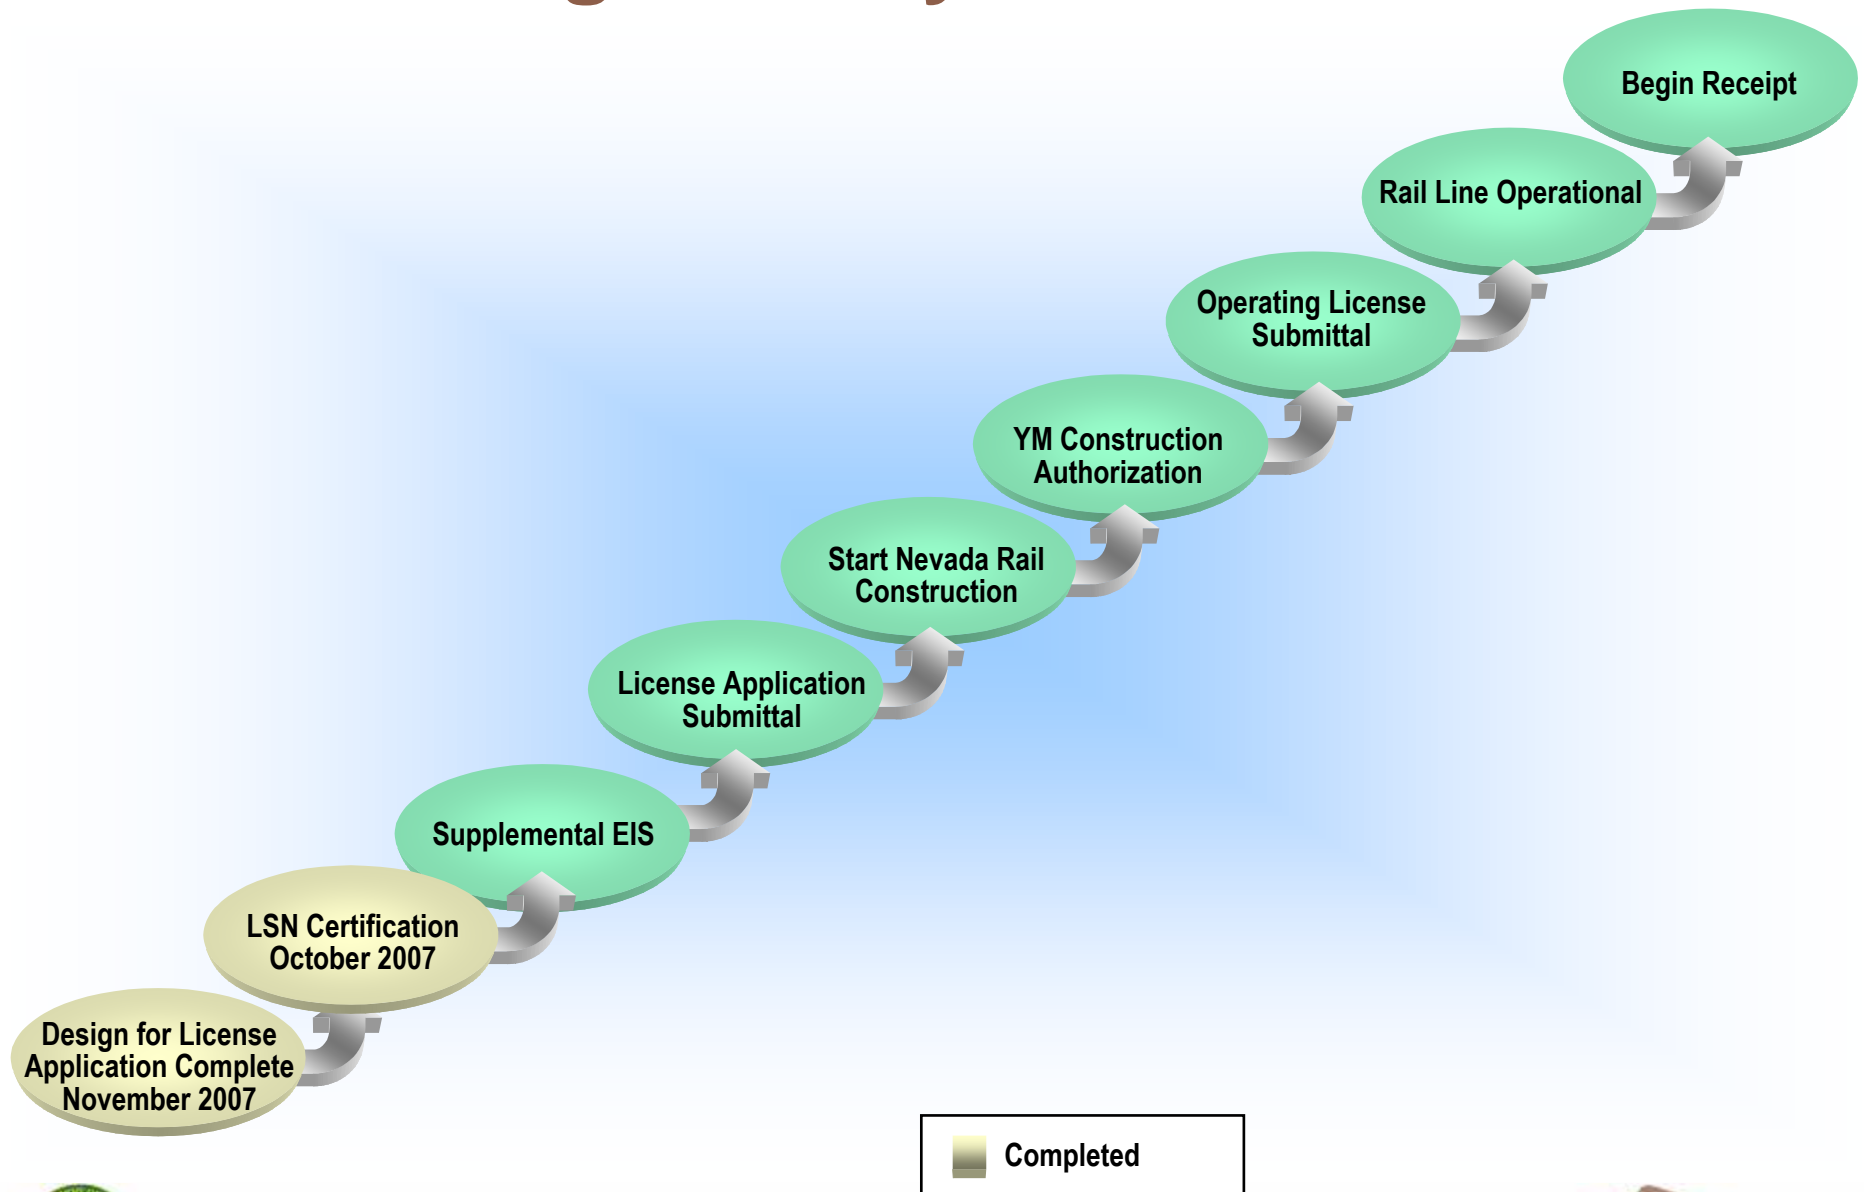 Begin Receipt
Rail Line Operational
Operating License
Submittal
YM Construction
Authorization
Start Nevada Rail
Construction
License Application
Submittal
Supplemental EIS
LSN Certification
October 2007
Design for License
Application Complete
November 2007
Completed